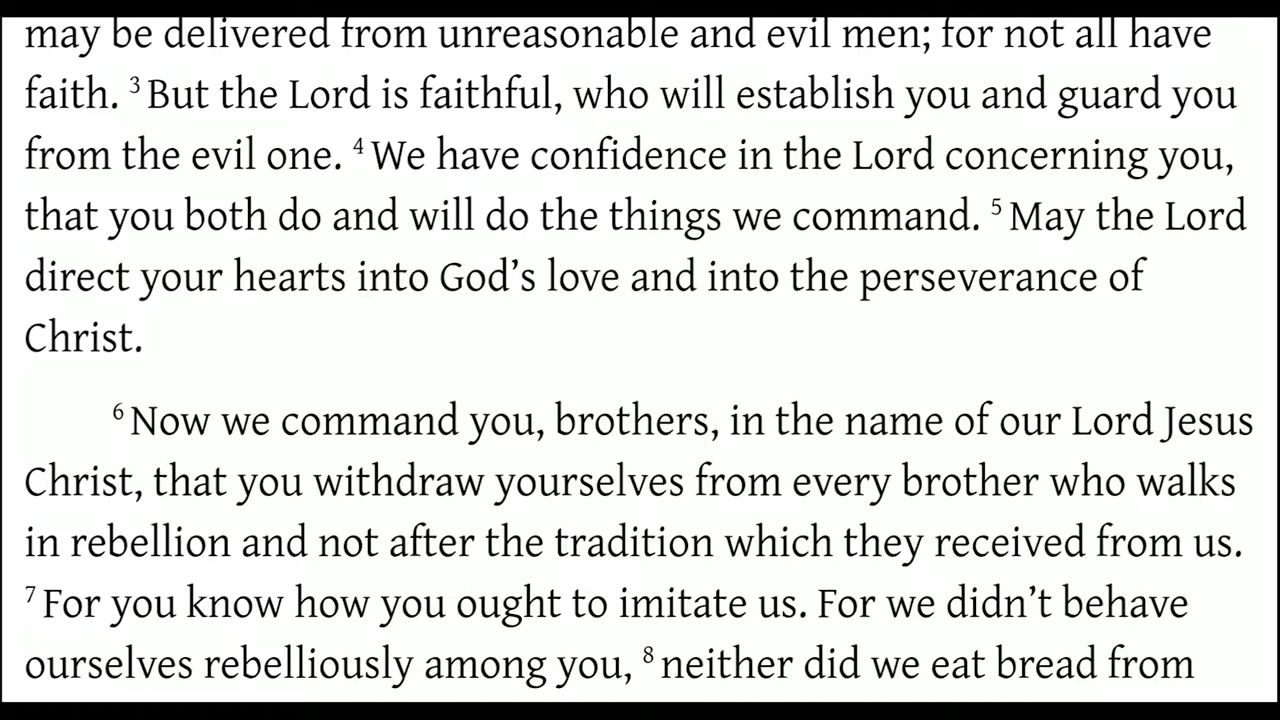 may be delivered from unreasonable and evil men; for not all have
faith. ³ But the Lord is faithful, who will establish you and guard you
from the evil one. ⁴ We have confidence in the Lord concerning you,
that you both do and will do the things we command. ⁵ May the Lord
direct your hearts into God’s love and into the perseverance of
Christ.
⁶ Now we command you, brothers, in the name of our Lord Jesus
Christ, that you withdraw yourselves from every brother who walks
in rebellion and not after the tradition which they received from us.
⁷ For you know how you ought to imitate us. For we didn’t behave
ourselves rebelliously among you, ⁸ neither did we eat bread from